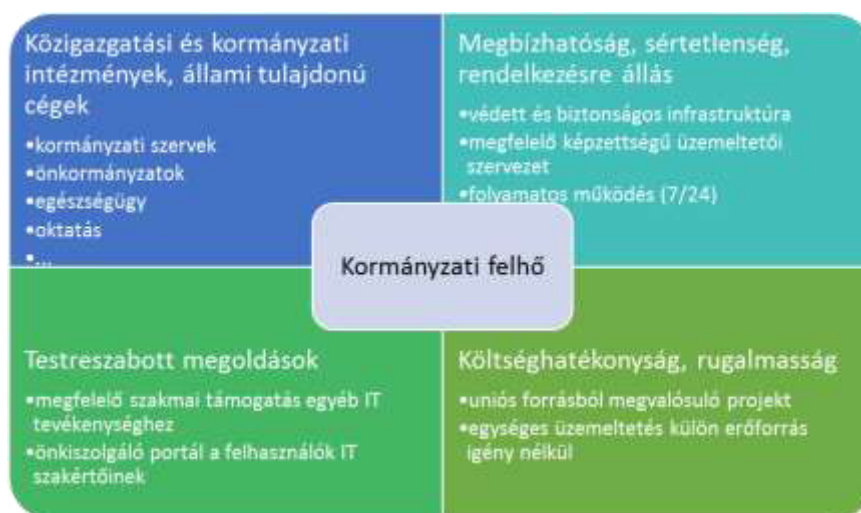 Közigazgatási és kormányzati
intézmények, állami tulajdonú
cégek
•kormányzati szervek
•önkormányzatok
•egészségügy
•oktatás
•...
Megbízhatóság, sértetlenség,
rendelkezésre állás
•védett és biztonságos infrastruktúra
•megfelelő képzettségű üzemeltetői
szervezet
•folyamatos működés (7/24)
Kormányzati felhő
Testreszabott megoldások
•megfelelő szakmai támogatás egyéb IT
tevékenységhez
•önkiszolgáló portál a felhasználók IT
szakértőinek
Költséghatékonyság, rugalmasság
•uniós forrásból megvalósuló projekt
•egységes üzemeltetés külön erőforrás
igény nélkül